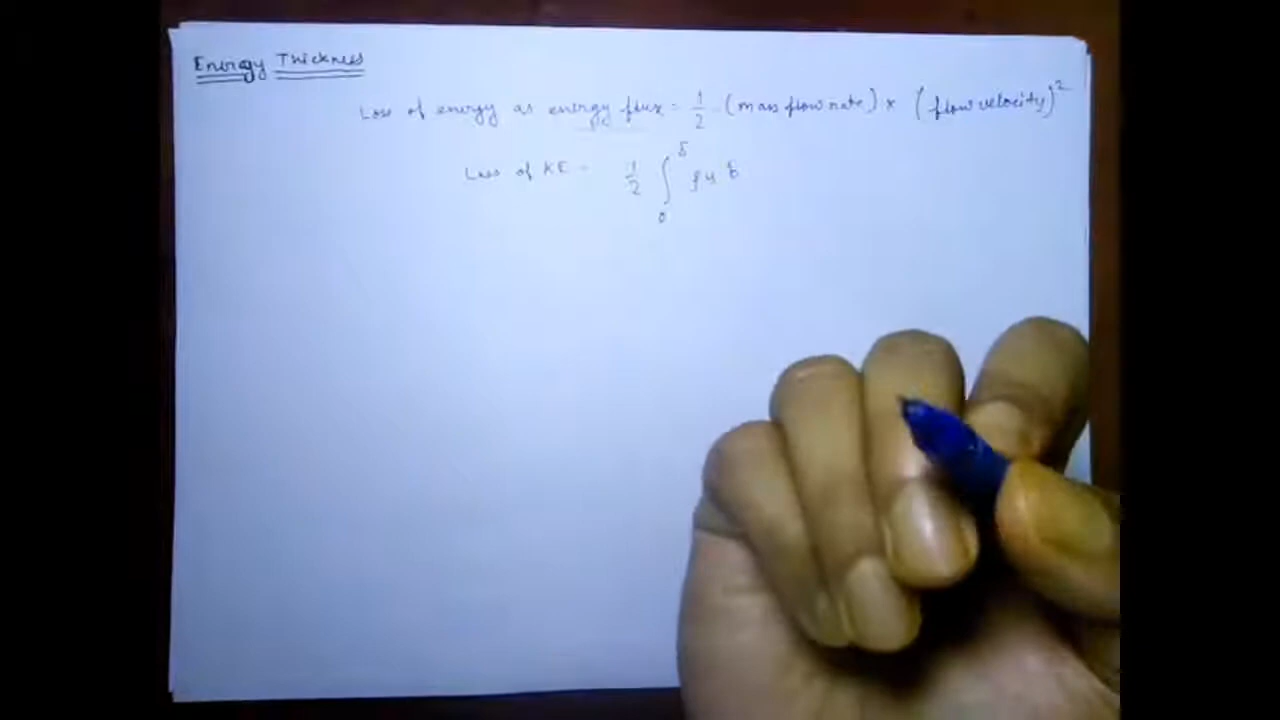 Energy Thickness
Loss of energy as energy flux = 1/2 (mass flow rate) x (flow velocity)²
Loss of KE = 1/2 ∫₀^δ ρu b